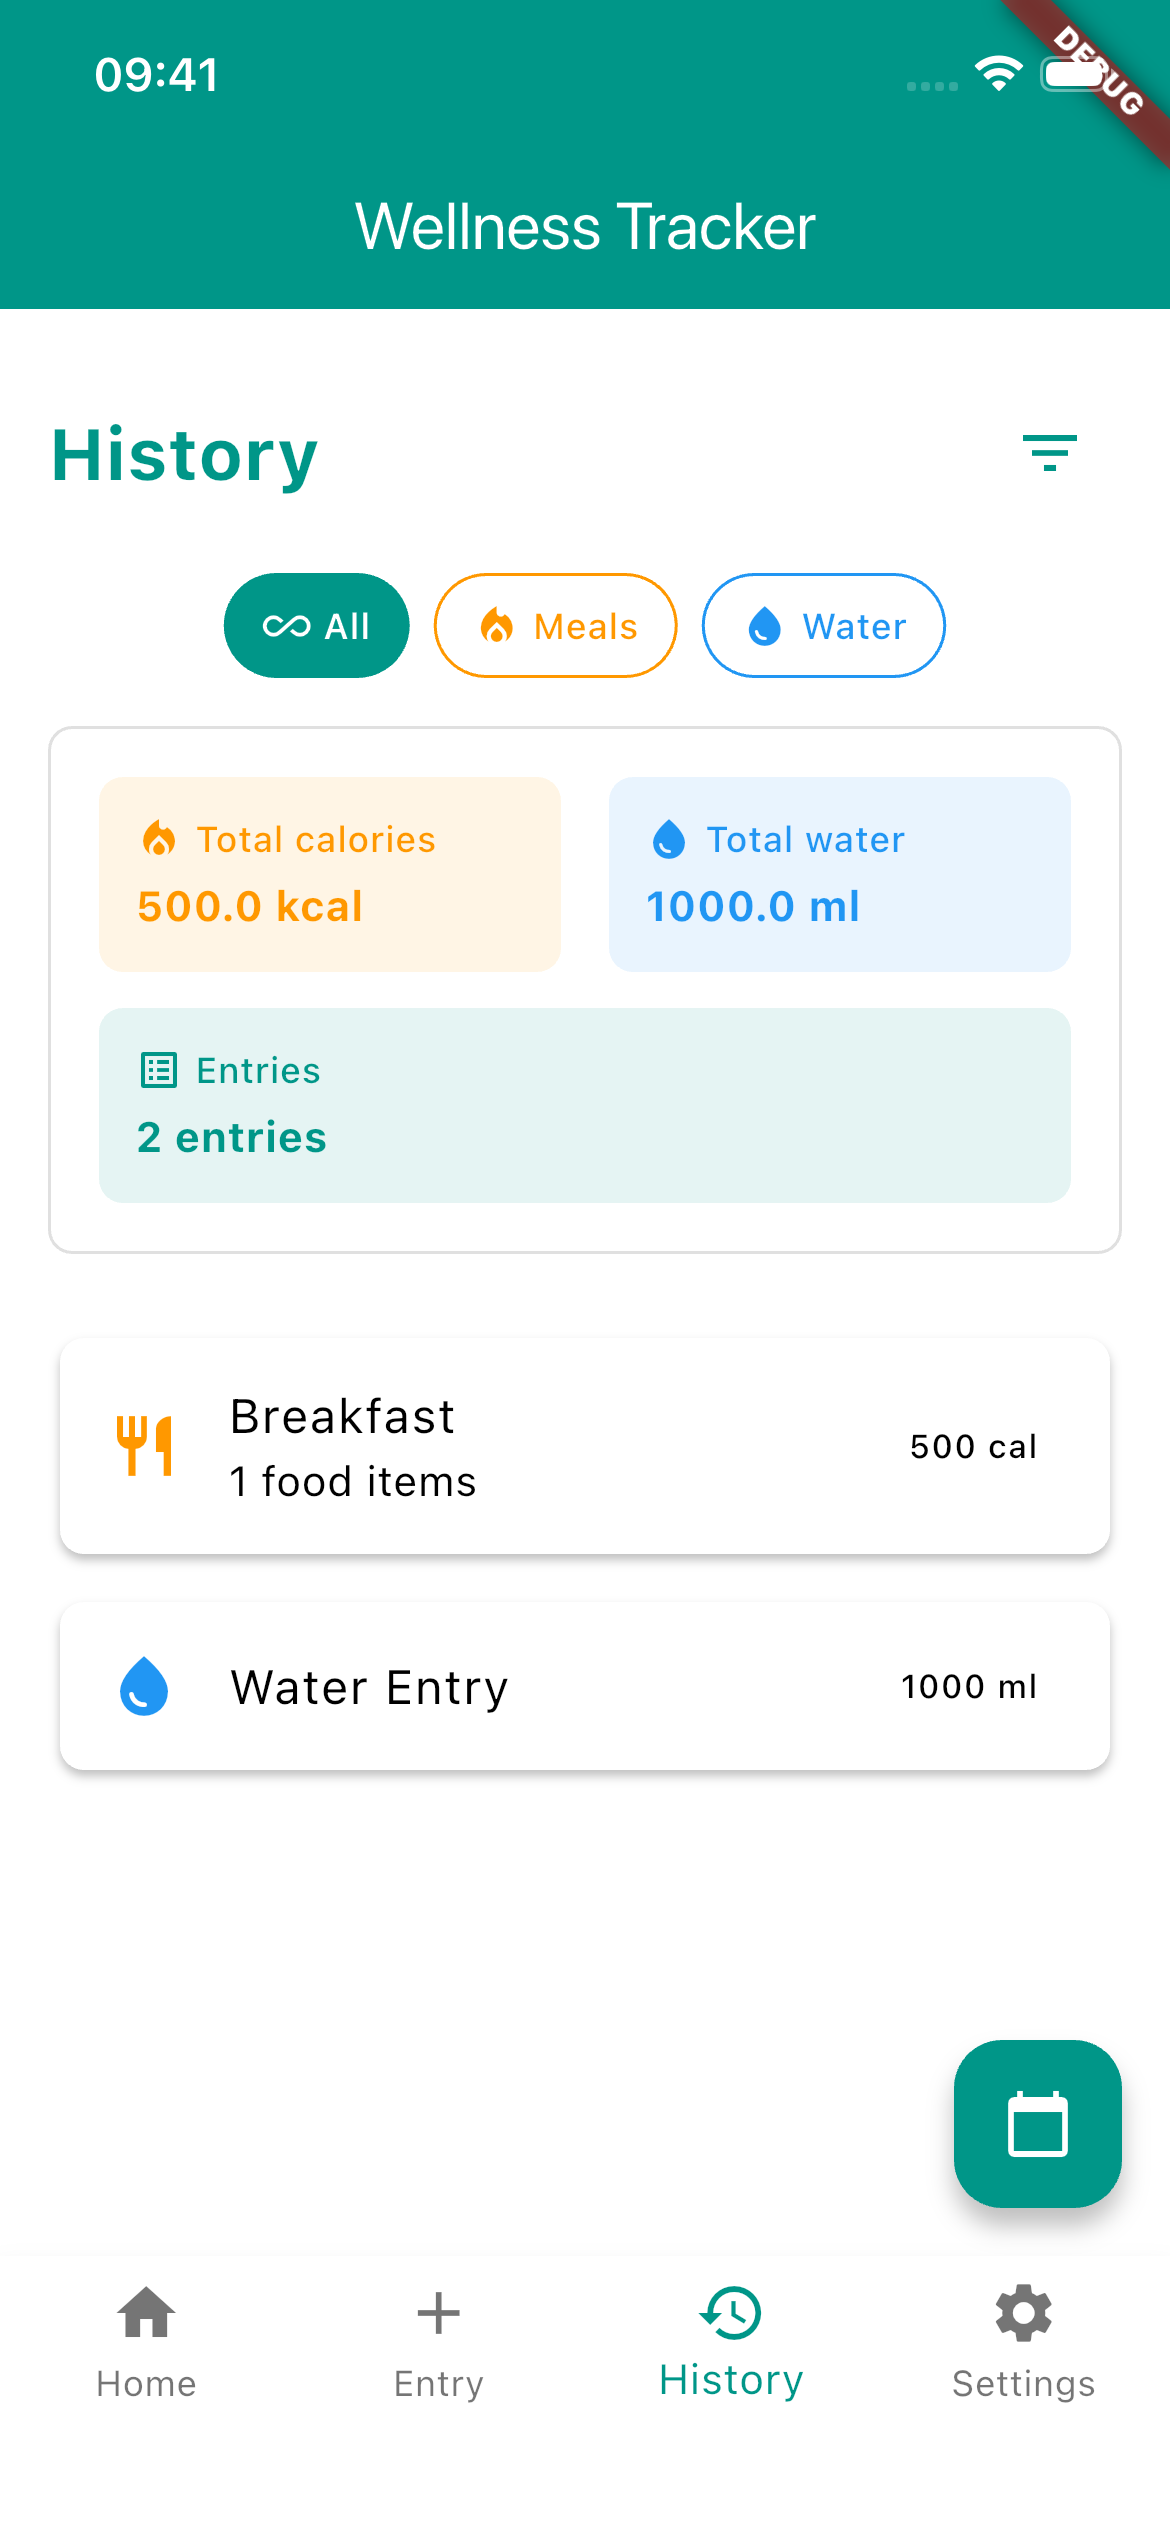 09:41
DEBUG
Wellness Tracker
History
All
Meals
Water
Total calories
500.0 kcal
Total water
1000.0 ml
Entries
2 entries
Breakfast
1 food items
500 cal
Water Entry
1000 ml
Home
Entry
History
Settings